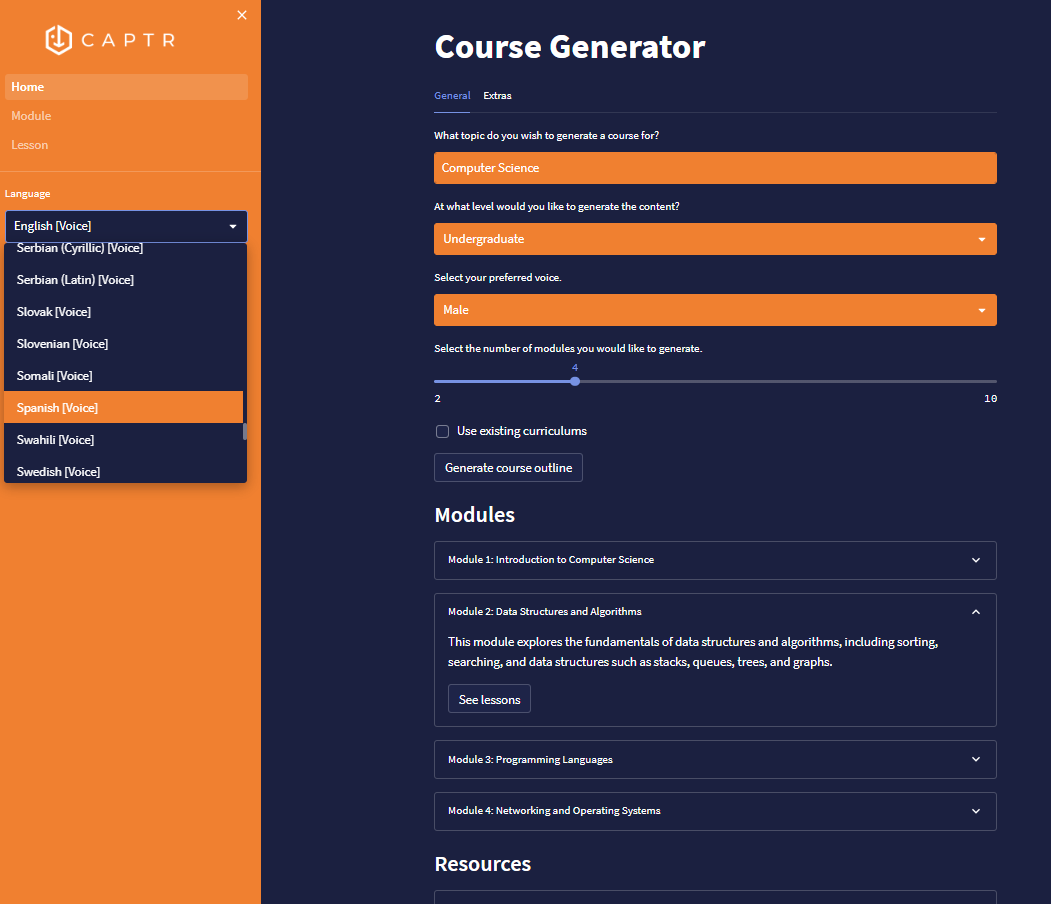 CAPTR
Home
Module
Lesson
Language
English [Voice]
Serbian (Cyrillic) [Voice]
Serbian (Latin) [Voice]
Slovak [Voice]
Slovenian [Voice]
Somali [Voice]
Spanish [Voice]
Swahili [Voice]
Swedish [Voice]
Course Generator
General Extras
What topic do you wish to generate a course for?
Computer Science
At what level would you like to generate the content?
Undergraduate
Select your preferred voice.
Male
Select the number of modules you would like to generate.
4
2 10
Use existing curriculums
Generate course outline
Modules
Module 1: Introduction to Computer Science
Module 2: Data Structures and Algorithms
This module explores the fundamentals of data structures and algorithms, including sorting,
searching, and data structures such as stacks, queues, trees, and graphs.
See lessons
Module 3: Programming Languages
Module 4: Networking and Operating Systems
Resources